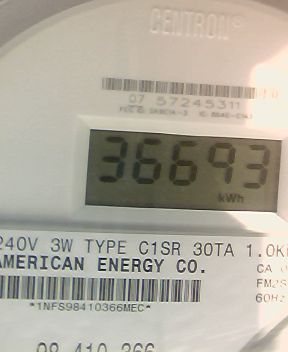 CENTRON®
07 57245311
36693
kWh
240V 3W TYPE C1SR 30TA 1.0K
AMERICAN ENERGY CO.
CA
FM2S
60Hz
*1NFS98410366MEC*
98 410 366